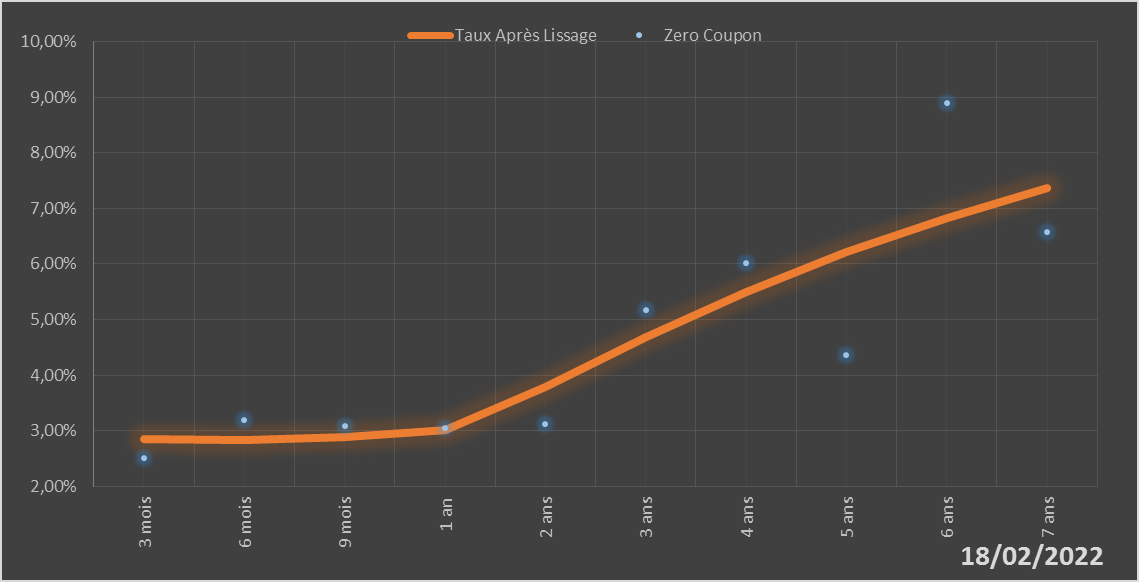 Taux Après Lissage
Zero Coupon
10,00%
9,00%
8,00%
7,00%
6,00%
5,00%
4,00%
3,00%
2,00%
3 mois
6 mois
9 mois
1 an
2 ans
3 ans
4 ans
5 ans
6 ans
7 ans
18/02/2022